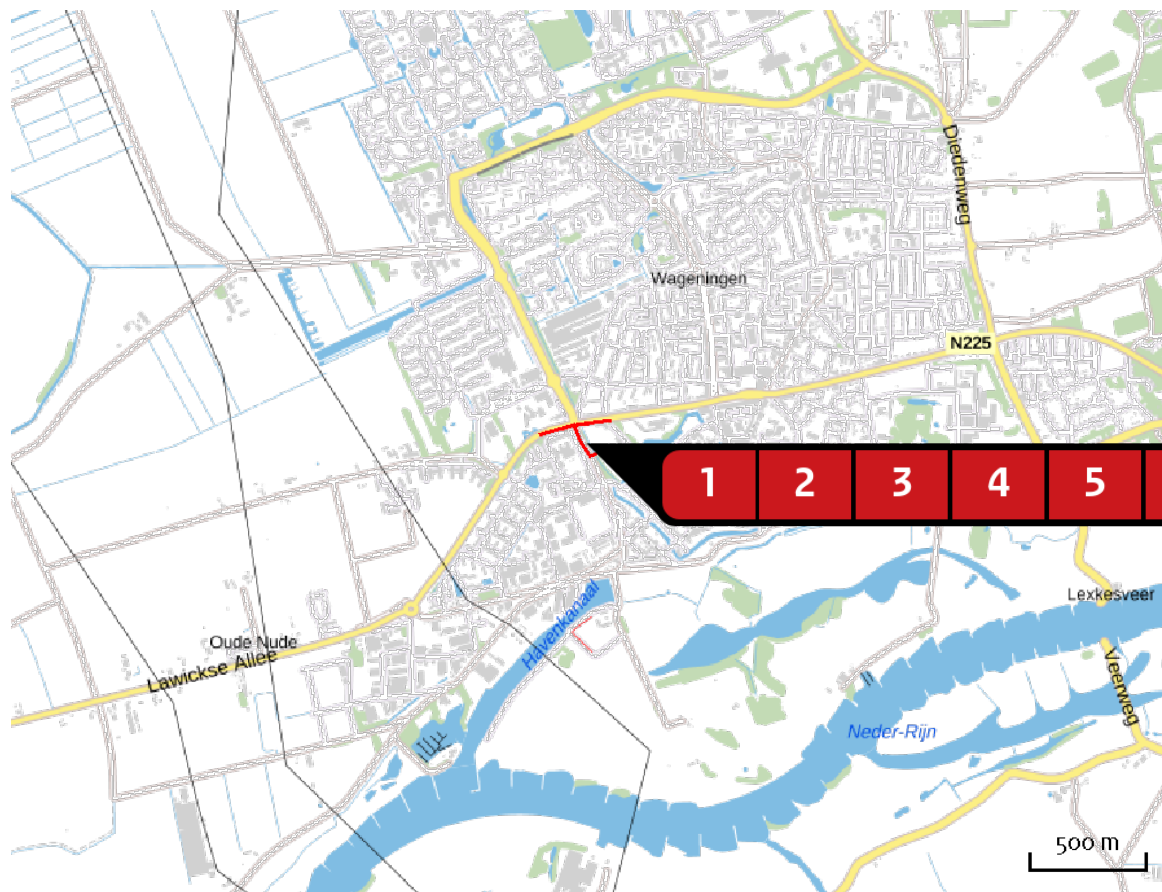 Diedenweg
Wageningen
N225
1 2 3 4 5
Lexkesveer
Havenkanaal
Oude Nude
Lawickse Allee
Veerweg
Neder-Rijn
500 m